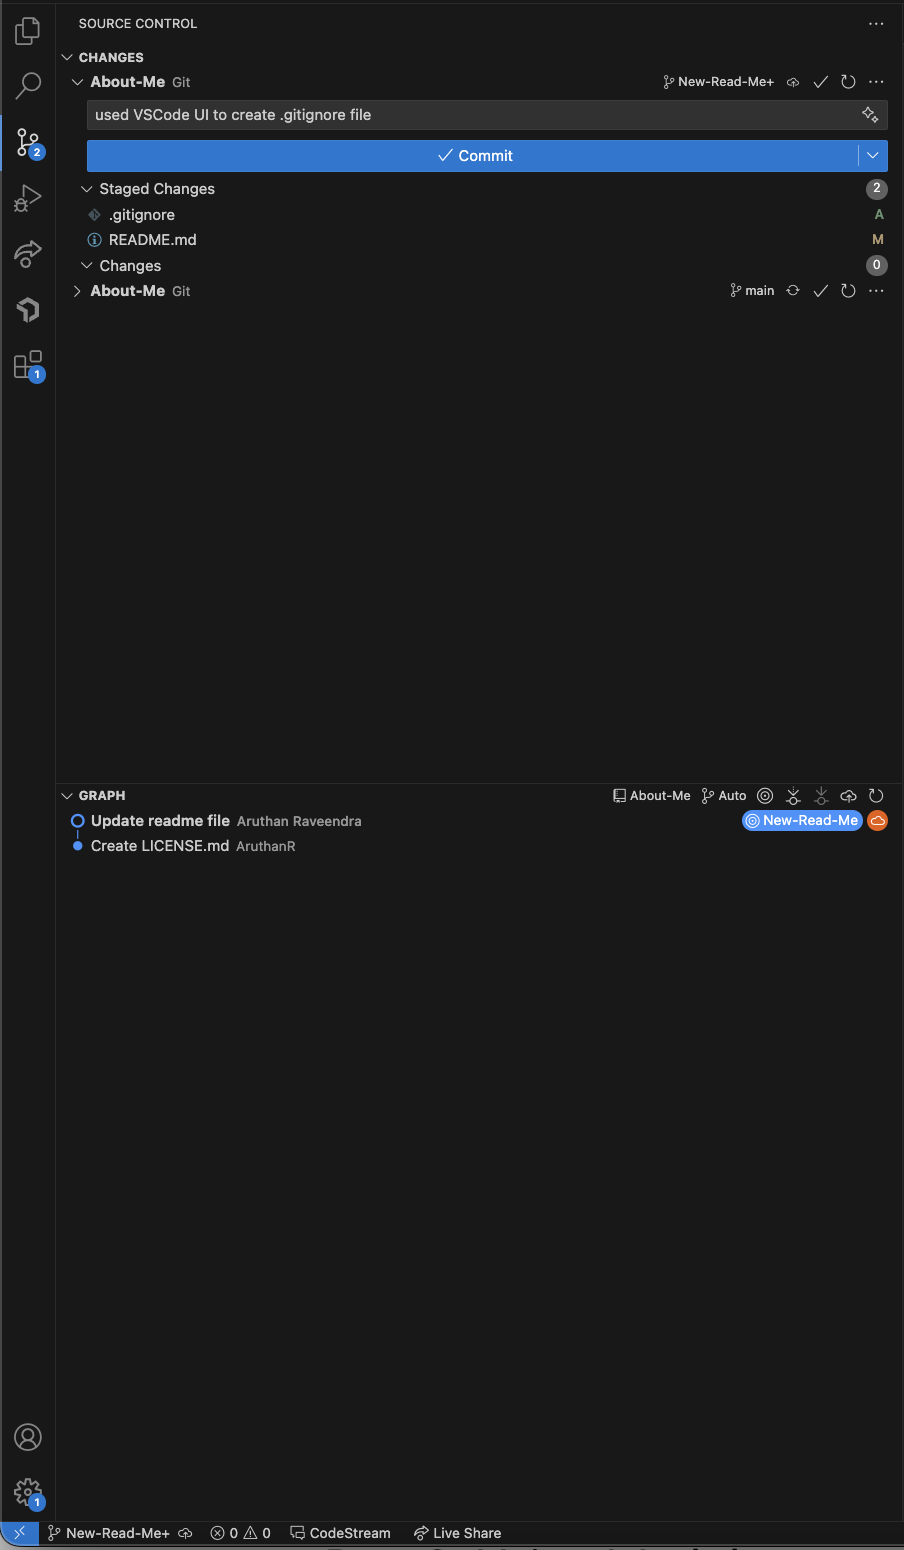 SOURCE CONTROL
CHANGES
About-Me Git New-Read-Me+
used VSCode UI to create .gitignore file
Commit
2
Staged Changes 2
.gitignore A
README.md M
Changes 0
About-Me Git main
1
GRAPH About-Me Auto
Update readme file Aruthan Raveendra New-Read-Me
Create LICENSE.md AruthanR
1
New-Read-Me+ 0 0 CodeStream Live Share